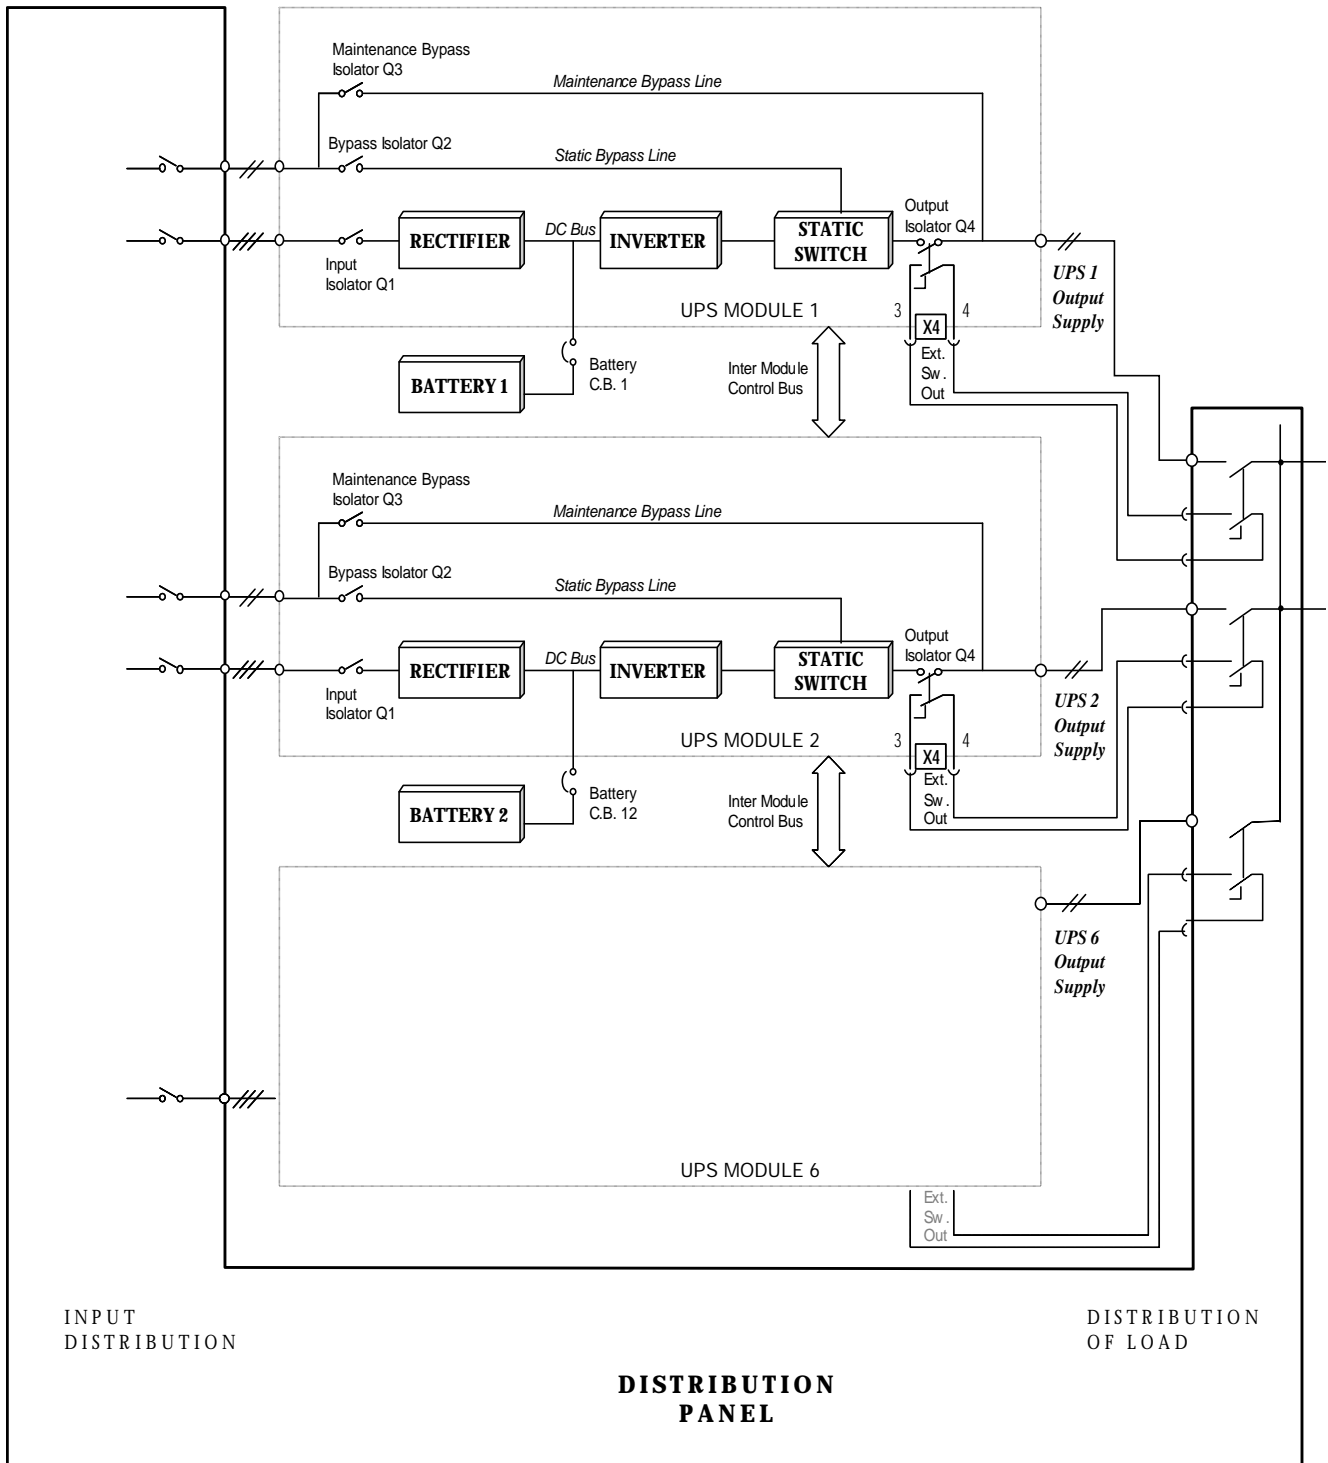 Maintenance Bypass
Isolator Q3
Maintenance Bypass Line
Bypass Isolator Q2
Static Bypass Line
RECTIFIER
DC Bus
INVERTER
STATIC
SWITCH
Output
Isolator Q4
Input
Isolator Q1
UPS 1
Output
Supply
UPS MODULE 1
3
X4
4
Ext.
Sw.
Out
BATTERY 1
Battery
C.B. 1
Inter Module
Control Bus
Maintenance Bypass
Isolator Q3
Maintenance Bypass Line
Bypass Isolator Q2
Static Bypass Line
RECTIFIER
DC Bus
INVERTER
STATIC
SWITCH
Output
Isolator Q4
Input
Isolator Q1
UPS 2
Output
Supply
UPS MODULE 2
3
X4
4
Ext.
Sw.
Out
BATTERY 2
Battery
C.B. 12
Inter Module
Control Bus
UPS 6
Output
Supply
UPS MODULE 6
Ext.
Sw.
Out
INPUT
DISTRIBUTION
DISTRIBUTION
OF LOAD
DISTRIBUTION
PANEL